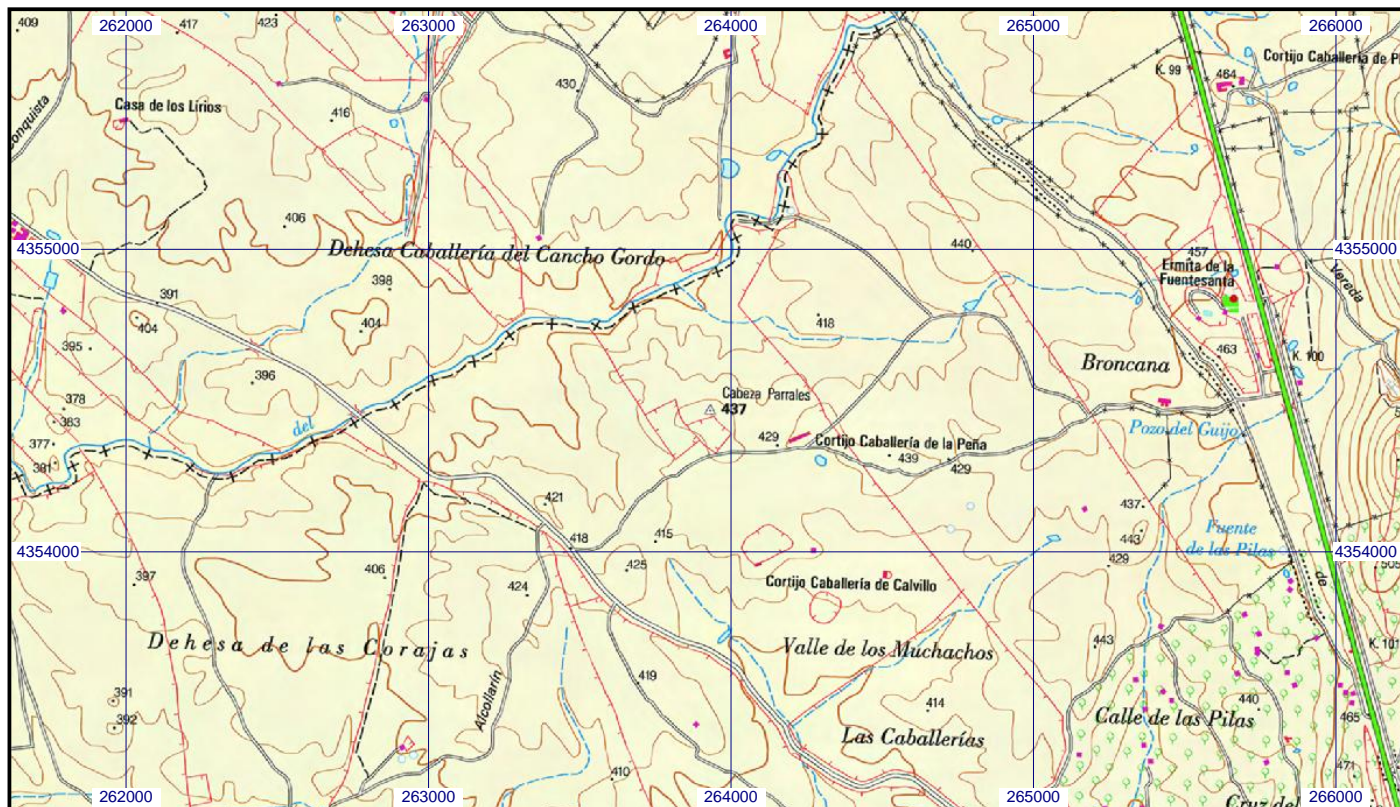 262000 263000 264000 265000 266000
409
417
423
430
K. 99
464
Conquista
Casa de los Lirios
416
406
4355000
4355000
Dehesa Caballería del Cancho Gordo
440
457
Ermita de la
Fuentesanta
Vereda
391
398
404
404
418
395
396
463
K. 100
Broncana
378
383
377
381
del
Cabeza Parrales
437
429
Cortijo Caballería de la Peña
439
429
Pozo del Guijo
421
437
418
415
443
Fuente
de las Pilas
4354000
4354000
397
406
424
425
Cortijo Caballería de Calvillo
429
de
505
Dehesa de las Corajas
Valle de los Muchachos
443
K. 101
391
392
Alcollarín
419
414
Las Caballerías
440
Calle de las Pilas
465
410
471
Cruz del
262000 263000 264000 265000 266000